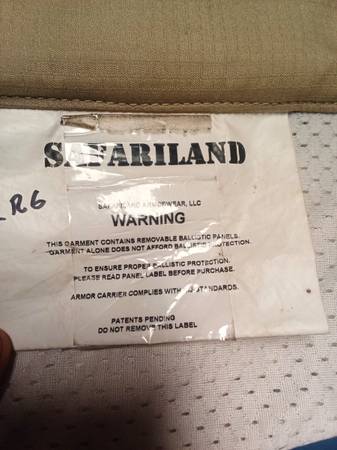 SAFARILAND
R6
SAFARILAND ARMORWEAR, LLC
WARNING
THIS GARMENT CONTAINS REMOVABLE BALLISTIC PANELS.
GARMENT ALONE DOES NOT AFFORD BALLISTIC PROTECTION.
TO ENSURE PROPER BALLISTIC PROTECTION,
PLEASE READ PANEL LABEL BEFORE PURCHASE.
ARMOR CARRIER COMPLIES WITH STANDARDS.
PATENTS PENDING
DO NOT REMOVE THIS LABEL